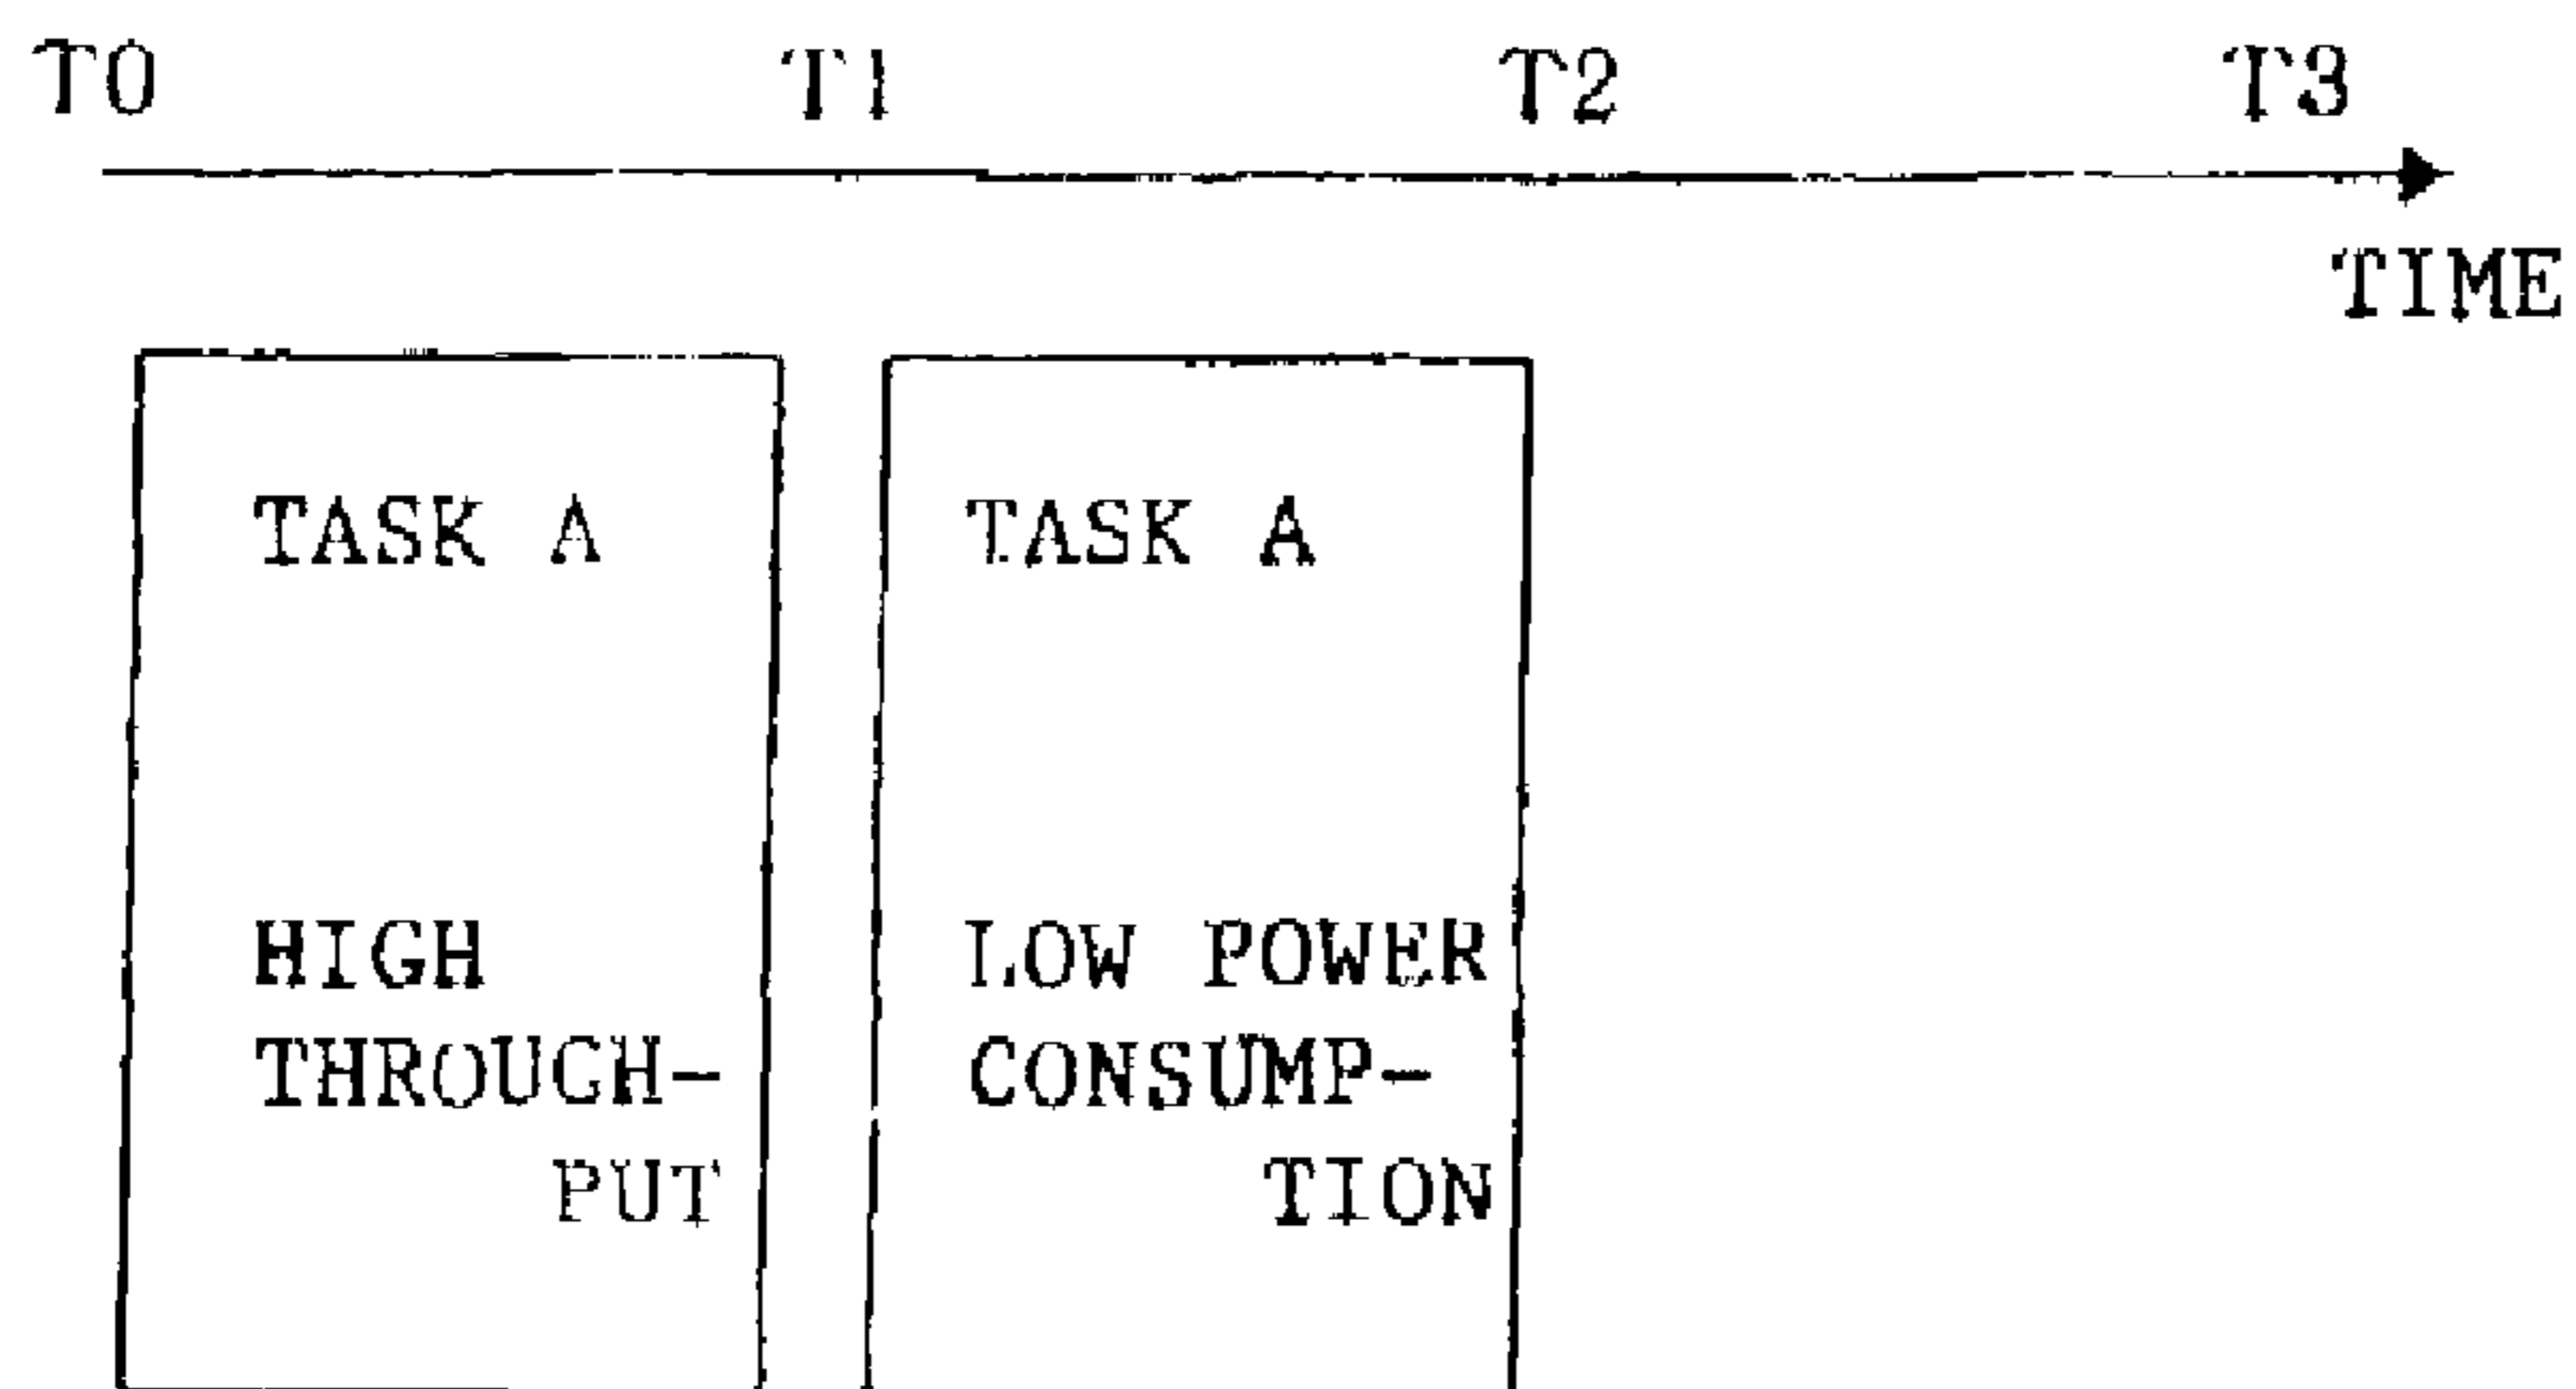 T0 T1 T2 T3
TIME
TASK A
HIGH
THROUGH-
PUT
TASK A
LOW POWER
CONSUMP-
TION